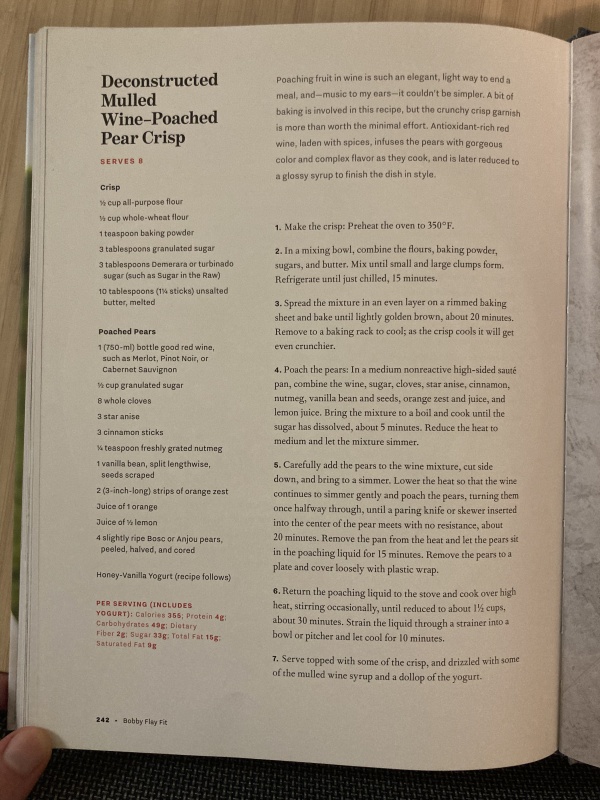 Deconstructed
Mulled
Wine-Poached
Pear Crisp
SERVES 8
Crisp
½ cup all-purpose flour
½ cup whole-wheat flour
1 teaspoon baking powder
3 tablespoons granulated sugar
3 tablespoons Demerara or turbinado
sugar (such as Sugar in the Raw)
10 tablespoons (1¼ sticks) unsalted
butter, melted
Poached Pears
1 (750-ml) bottle good red wine,
such as Merlot, Pinot Noir, or
Cabernet Sauvignon
½ cup granulated sugar
8 whole cloves
3 star anise
3 cinnamon sticks
¼ teaspoon freshly grated nutmeg
1 vanilla bean, split lengthwise,
seeds scraped
2 (3-inch-long) strips of orange zest
Juice of 1 orange
Juice of ½ lemon
4 slightly ripe Bosc or Anjou pears,
peeled, halved, and cored
Honey-Vanilla Yogurt (recipe follows)
PER SERVING (INCLUDES
YOGURT): Calories 355; Protein 4g;
Carbohydrates 49g; Dietary
Fiber 2g; Sugar 33g; Total Fat 15g;
Saturated Fat 9g
Poaching fruit in wine is such an elegant, light way to end a
meal, and—music to my ears—it couldn't be simpler. A bit of
baking is involved in this recipe, but the crunchy crisp garnish
is more than worth the minimal effort. Antioxidant-rich red
wine, laden with spices, infuses the pears with gorgeous
color and complex flavor as they cook, and is later reduced to
a glossy syrup to finish the dish in style.
1. Make the crisp: Preheat the oven to 350°F.
2. In a mixing bowl, combine the flours, baking powder,
sugars, and butter. Mix until small and large clumps form.
Refrigerate until just chilled, 15 minutes.
3. Spread the mixture in an even layer on a rimmed baking
sheet and bake until lightly golden brown, about 20 minutes.
Remove to a baking rack to cool; as the crisp cools it will get
even crunchier.
4. Poach the pears: In a medium nonreactive high-sided sauté
pan, combine the wine, sugar, cloves, star anise, cinnamon,
nutmeg, vanilla bean and seeds, orange zest and juice, and
lemon juice. Bring the mixture to a boil and cook until the
sugar has dissolved, about 5 minutes. Reduce the heat to
medium and let the mixture simmer.
5. Carefully add the pears to the wine mixture, cut side
down, and bring to a simmer. Lower the heat so that the wine
continues to simmer gently and poach the pears, turning them
once halfway through, until a paring knife or skewer inserted
into the center of the pear meets with no resistance, about
20 minutes. Remove the pan from the heat and let the pears sit
in the poaching liquid for 15 minutes. Remove the pears to a
plate and cover loosely with plastic wrap.
6. Return the poaching liquid to the stove and cook over high
heat, stirring occasionally, until reduced to about 1½ cups,
about 30 minutes. Strain the liquid through a strainer into a
bowl or pitcher and let cool for 10 minutes.
7. Serve topped with some of the crisp, and drizzled with some
of the mulled wine syrup and a dollop of the yogurt.
242 • Bobby Flay Fit